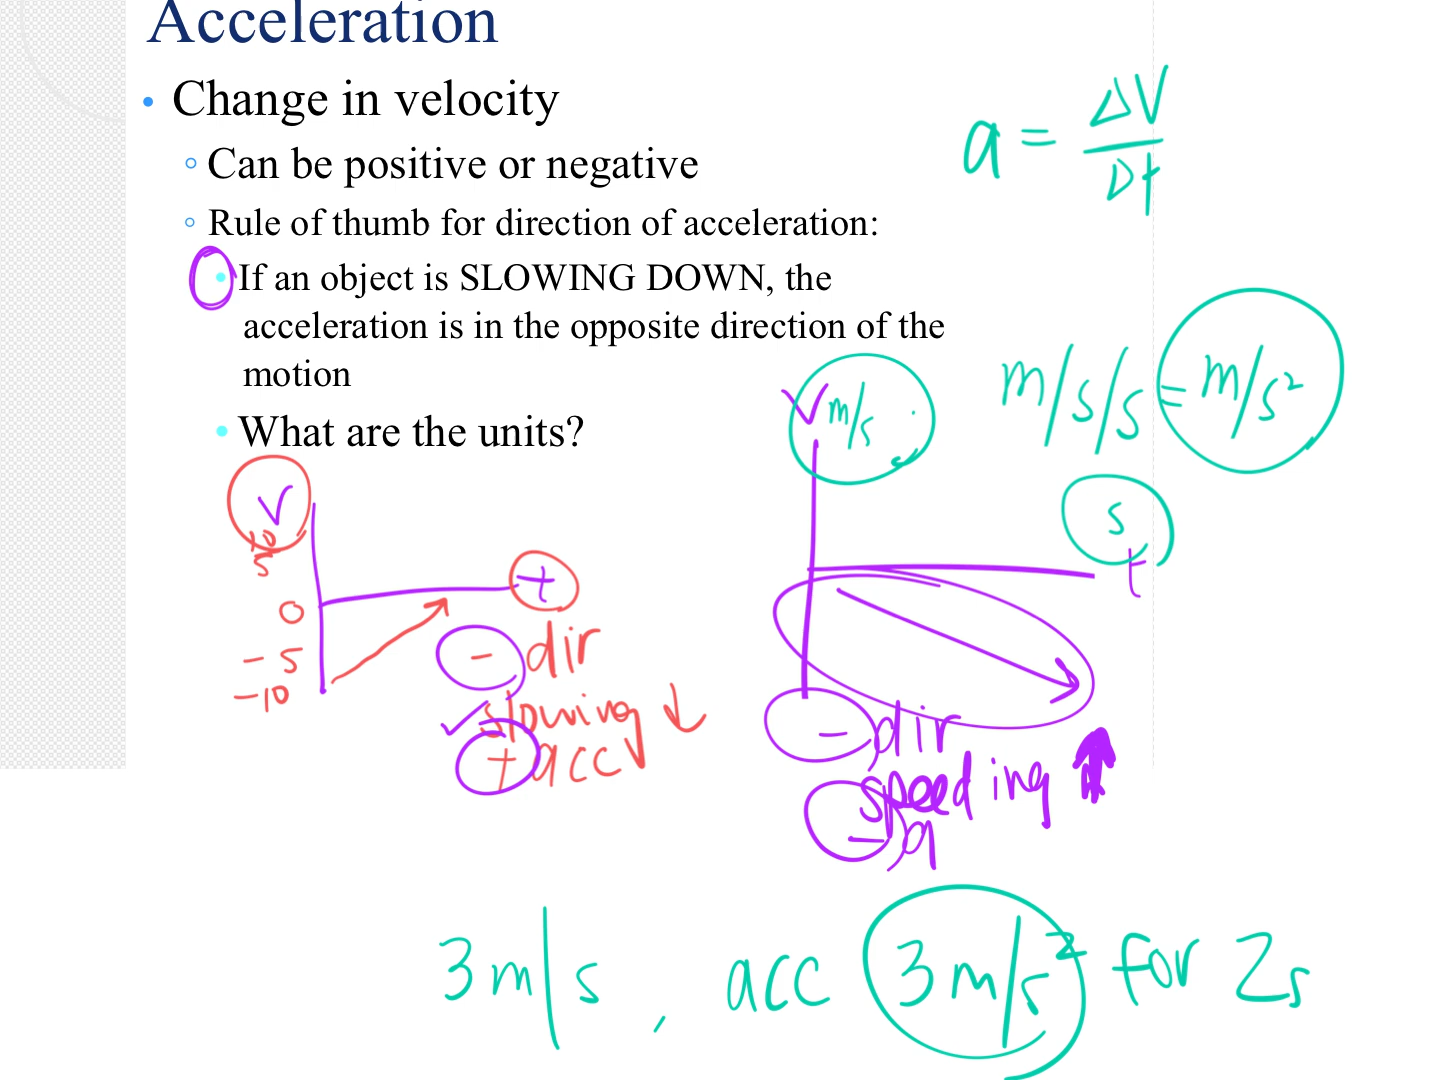 Acceleration
• Change in velocity
◦ Can be positive or negative
◦ Rule of thumb for direction of acceleration:
• If an object is SLOWING DOWN, the
acceleration is in the opposite direction of the
motion
• What are the units?
a = ΔV
Dt
m/s/s = m/s²
V m/s
s
t
V
10
5
0
- 5
-10
t
- dir
slowing ↓
+ acc
- dir
speeding ↑
- a
3 m/s , acc 3 m/s² for 2s